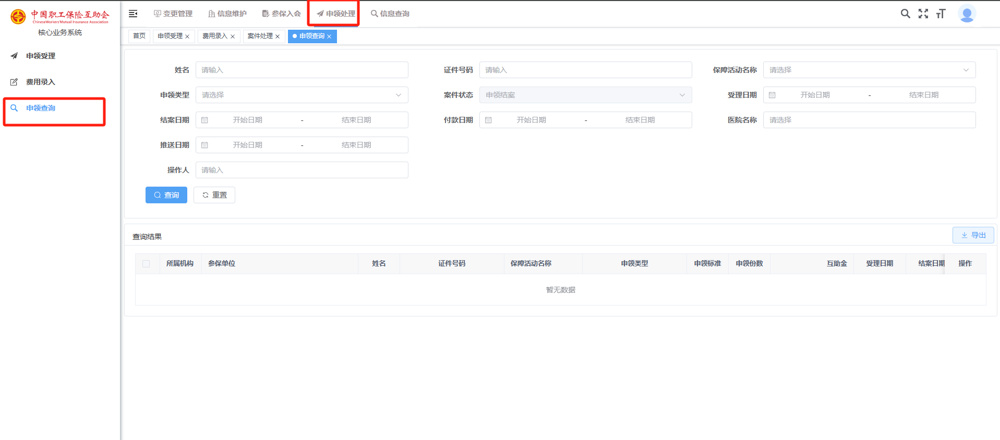 中国职工保险互助会
ChineseWorkers'Mutual Insurance Association
核心业务系统
申领受理
费用录入
申领查询
变更管理 信息维护 参保入会 申领处理 信息查询
首页 申领受理 费用录入 案件处理 申领查询
姓名 请输入 证件号码 请输入 保障活动名称 请选择
申领类型 请选择 案件状态 申领结案 受理日期 开始日期 - 结束日期
结案日期 开始日期 - 结束日期 付款日期 开始日期 - 结束日期 医院名称 请选择
推送日期 开始日期 - 结束日期
操作人 请输入
查询 重置
查询结果 导出
所属机构 参保单位 姓名 证件号码 保障活动名称 申领类型 申领标准 申领份数 互助金 受理日期 结案日期 操作
暂无数据